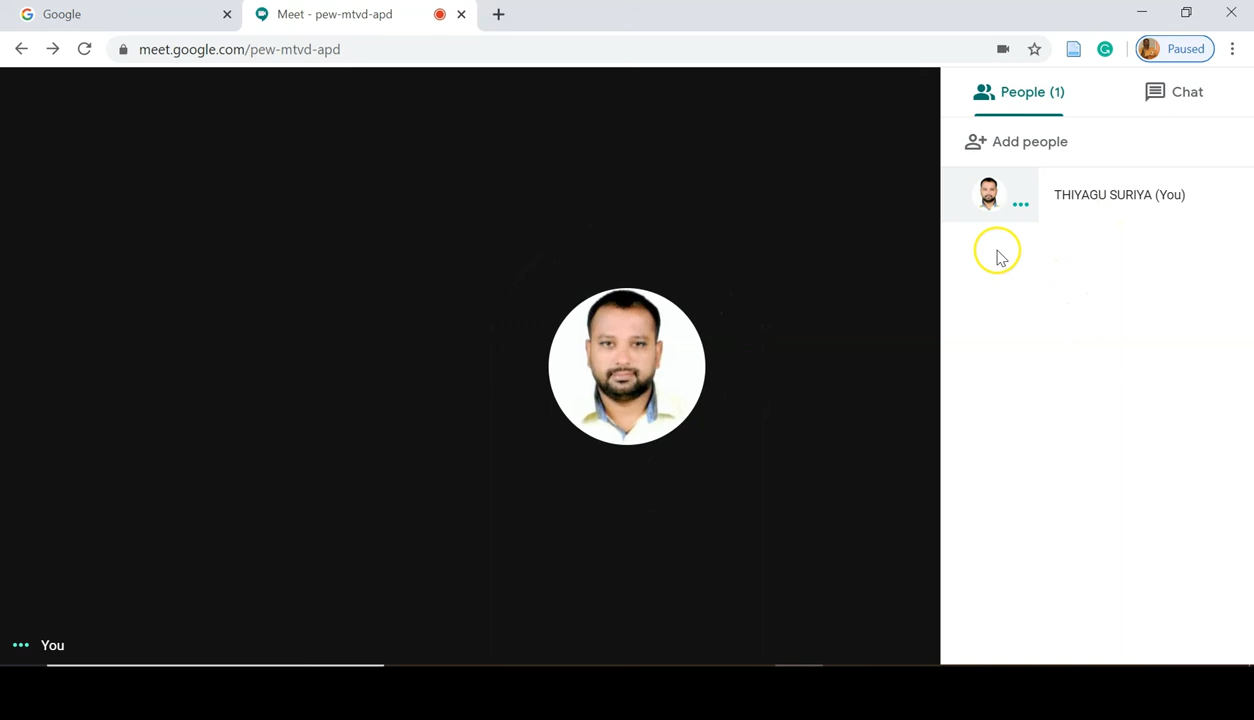 Google
Meet - pew-mtvd-apd
meet.google.com/pew-mtvd-apd
Paused
People (1)
Chat
Add people
THIYAGU SURIYA (You)
You